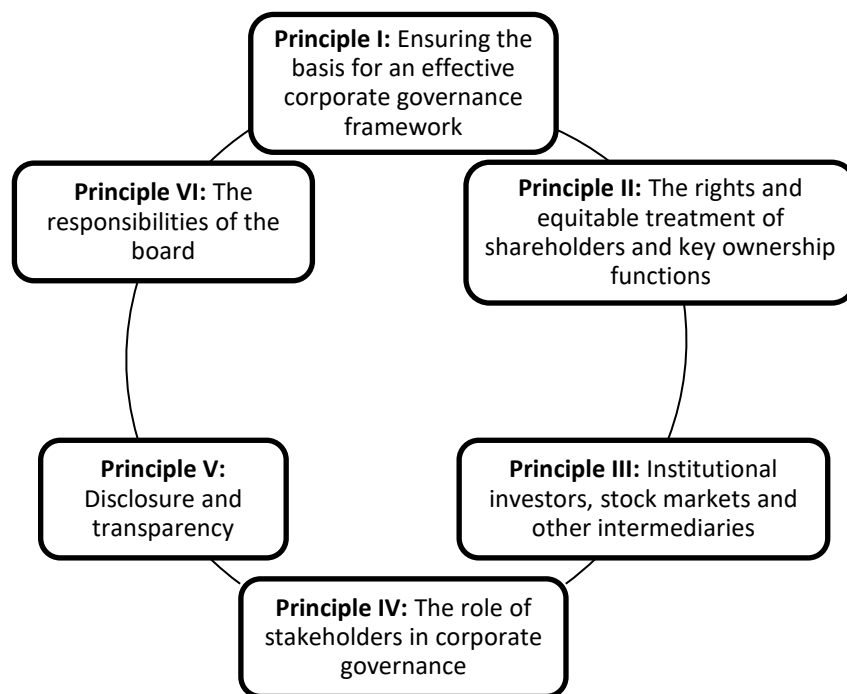 Principle I: Ensuring the
basis for an effective
corporate governance
framework
Principle II: The rights and
equitable treatment of
shareholders and key ownership
functions
Principle III: Institutional
investors, stock markets and
other intermediaries
Principle IV: The role of
stakeholders in corporate
governance
Principle V:
Disclosure and
transparency
Principle VI: The
responsibilities of the
board